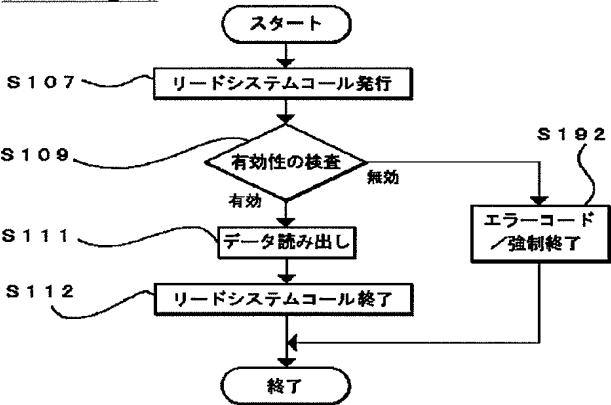 スタート
S107
リードシステムコール発行
S109
有効性の検査
無効
有効
S192
エラーコード
／強制終了
S111
データ読み出し
S112
リードシステムコール終了
終了